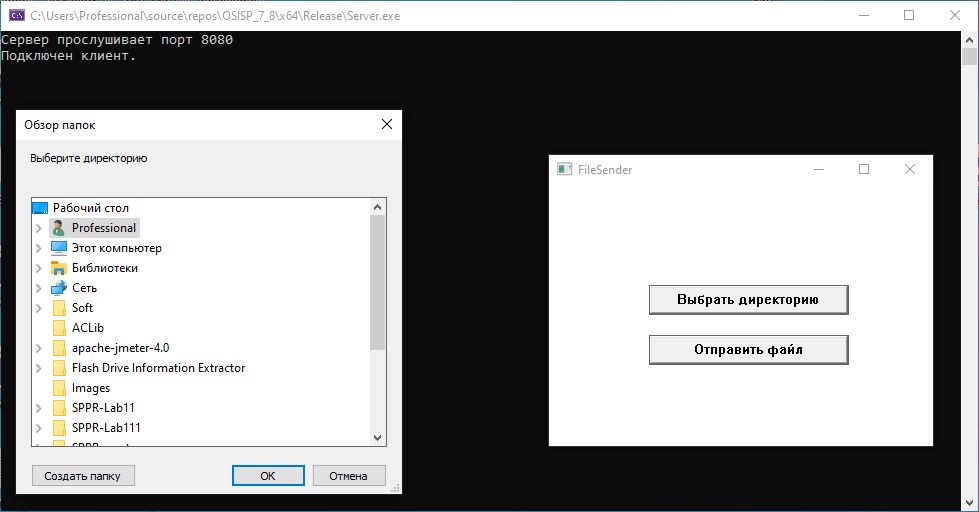 C:\Users\Professional\source\repos\OSISP_7_8\x64\Release\Server.exe
Сервер прослушивает порт 8080
Подключен клиент.
Обзор папок
Выберите директорию
Рабочий стол
Professional
Этот компьютер
Библиотеки
Сеть
Soft
ACLib
apache-jmeter-4.0
Flash Drive Information Extractor
Images
SPPR-Lab11
SPPR-Lab111
Создать папку
OK
Отмена
FileSender
Выбрать директорию
Отправить файл